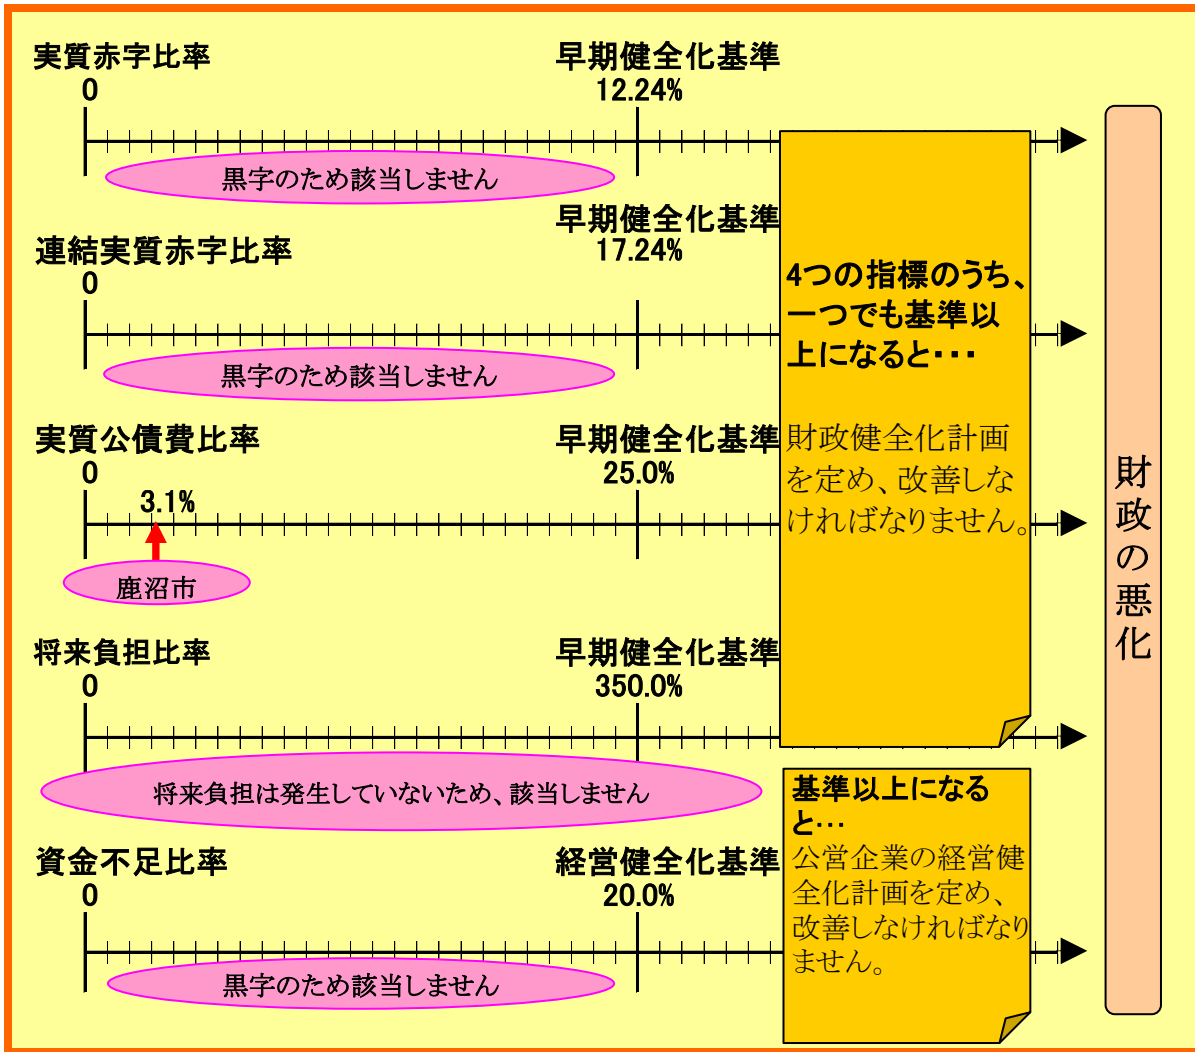 実質赤字比率
0
早期健全化基準
12.24%
黒字のため該当しません
連結実質赤字比率
0
早期健全化基準
17.24%
黒字のため該当しません
実質公債費比率
0
早期健全化基準
25.0%
3.1%
鹿沼市
将来負担比率
0
早期健全化基準
350.0%
将来負担は発生していないため、該当しません
資金不足比率
0
経営健全化基準
20.0%
黒字のため該当しません
4つの指標のうち、
一つでも基準以
上になると・・・
財政健全化計画
を定め、改善しな
ければなりません。
基準以上になる
と・・・
公営企業の経営健
全化計画を定め、
改善しなければなり
ません。
財政の悪化